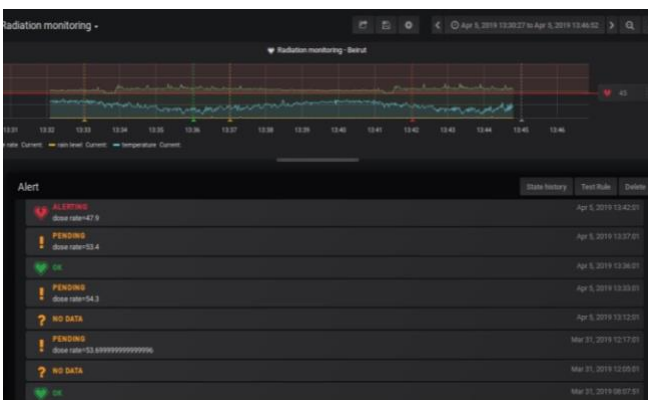 Radiation monitoring
Apr 5, 2019 13:30:27 to Apr 5, 2019 13:46:52
Radiation monitoring - Beirut
45
13:31 13:32 13:33 13:34 13:35 13:36 13:37 13:38 13:39 13:40 13:41 13:42 13:43 13:44 13:45 13:46
e rate Current: rain level Current: temperature Current:
Alert
State history Test Rule Delete
ALERTING
dose rate=47.9
Apr 5, 2019 13:42:01
PENDING
dose rate=53.4
Apr 5, 2019 13:37:01
OK
Apr 5, 2019 13:36:01
PENDING
dose rate=54.3
Apr 5, 2019 13:33:01
NO DATA
Apr 5, 2019 13:12:01
PENDING
dose rate=53.699999999999996
Mar 31, 2019 12:17:01
NO DATA
Mar 31, 2019 12:05:01
OK
Mar 31, 2019 08:07:51